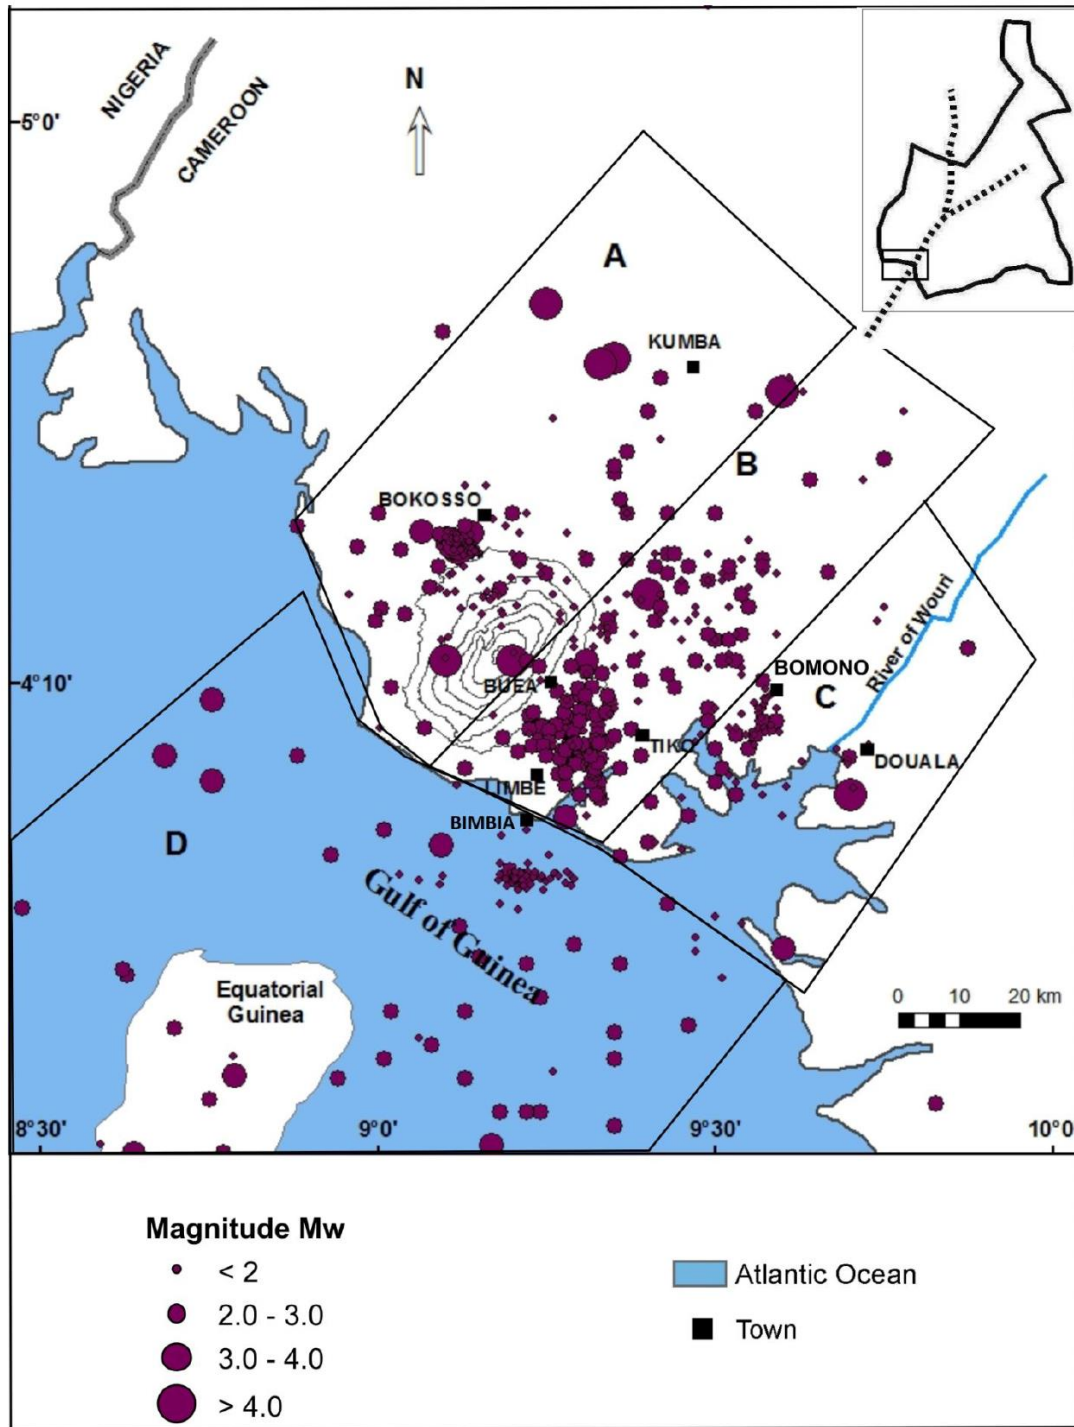 NIGERIA
CAMEROON
N
5°0'
A
KUMBA
B
BOKOSSO
River of Wouri
4°10'
BUEA
BOMONO
C
TIKO
DOUALA
LIMBE
BIMBIA
D
Gulf of Guinea
Equatorial
Guinea
0 10 20 km
8°30' 9°0' 9°30' 10°0
Magnitude Mw
< 2
2.0 - 3.0
3.0 - 4.0
> 4.0
Atlantic Ocean
Town